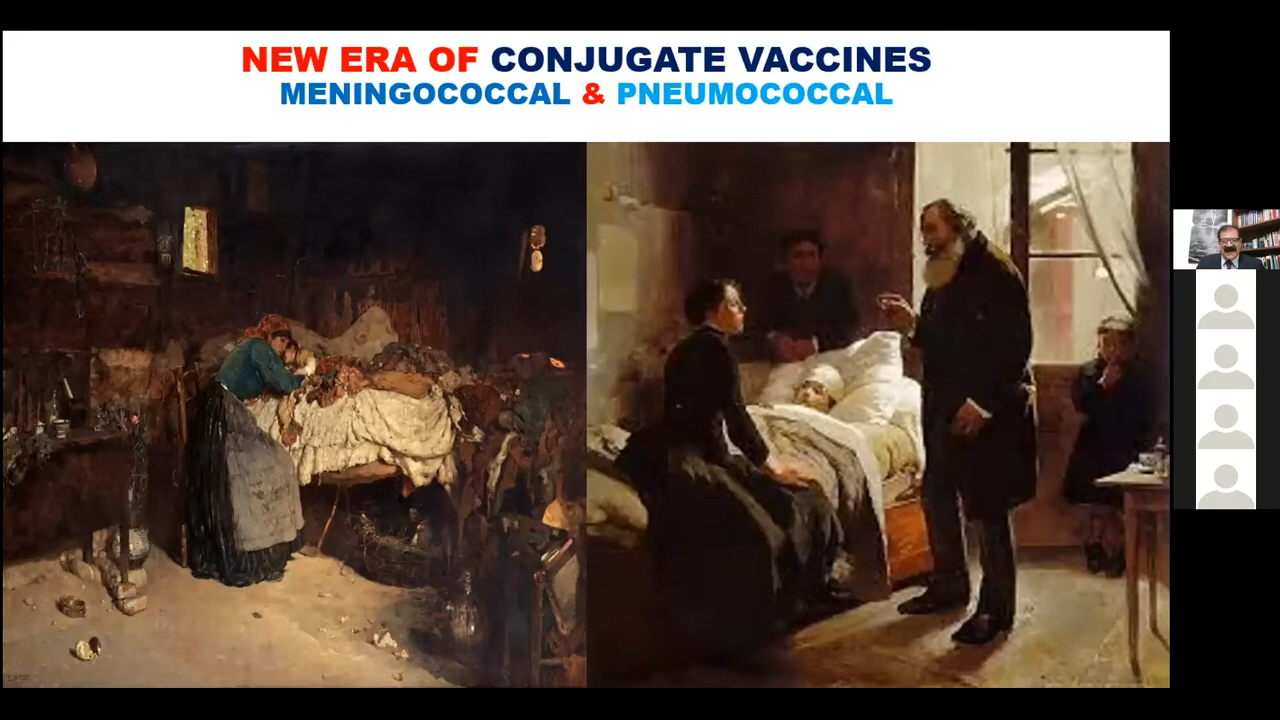 NEW ERA OF CONJUGATE VACCINES
MENINGOCOCCAL & PNEUMOCOCCAL